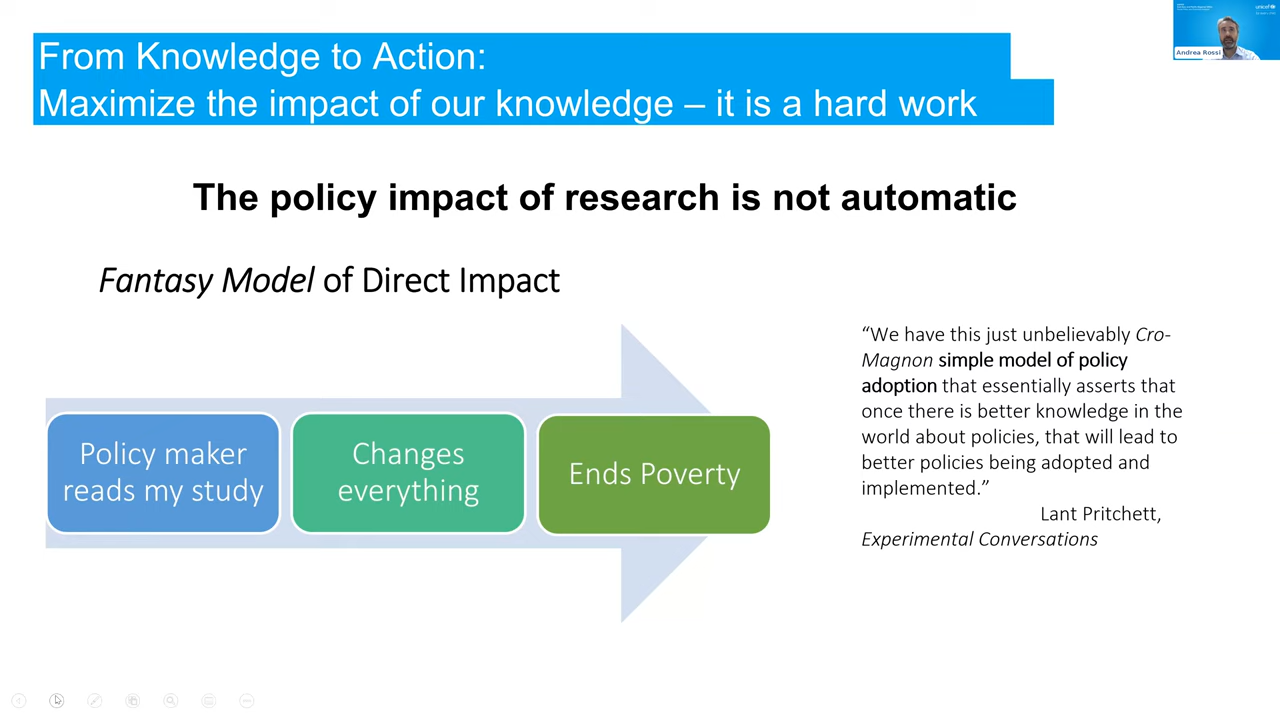 From Knowledge to Action:
Maximize the impact of our knowledge – it is a hard work
Andrea Rossi
unicef
The policy impact of research is not automatic
Fantasy Model of Direct Impact
Policy maker
reads my study
Changes
everything
Ends Poverty
“We have this just unbelievably Cro-
Magnon simple model of policy
adoption that essentially asserts that
once there is better knowledge in the
world about policies, that will lead to
better policies being adopted and
implemented.”
Lant Pritchett,
Experimental Conversations